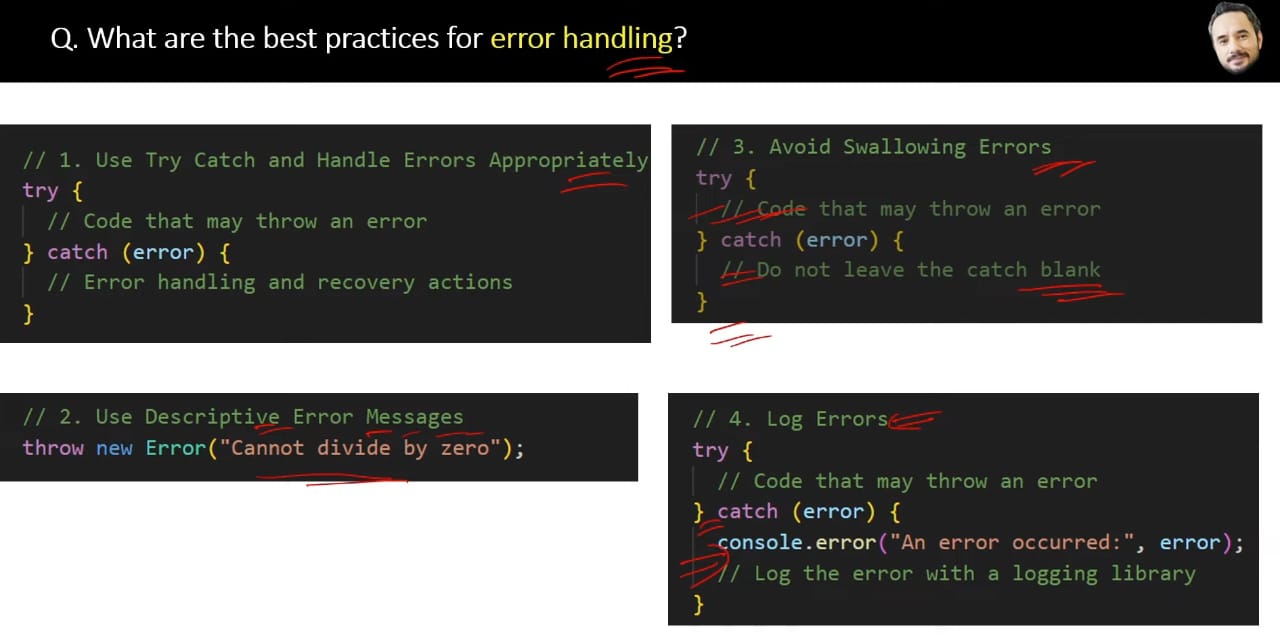 Q. What are the best practices for error handling?
// 1. Use Try Catch and Handle Errors Appropriately
try {
// Code that may throw an error
} catch (error) {
// Error handling and recovery actions
}
// 2. Use Descriptive Error Messages
throw new Error("Cannot divide by zero");
// 3. Avoid Swallowing Errors
try {
// Code that may throw an error
} catch (error) {
// Do not leave the catch blank
}
// 4. Log Errors
try {
// Code that may throw an error
} catch (error) {
console.error("An error occurred:", error);
// Log the error with a logging library
}